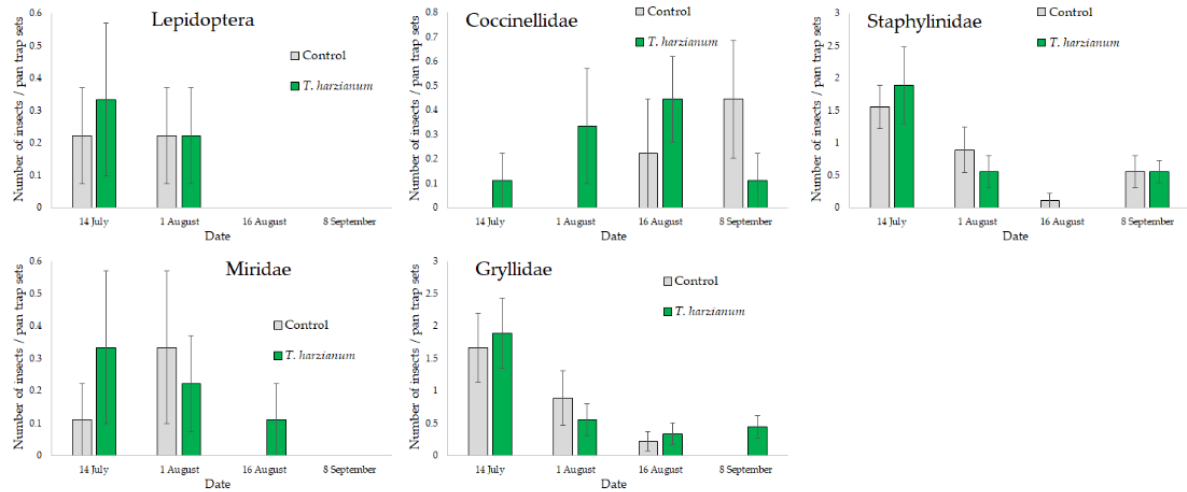 Lepidoptera
Number of insects / pan trap sets
0.6
0.5
0.4
0.3
0.2
0.1
0
Control
T. harzianum
14 July
1 August
16 August
8 September
Date
Coccinellidae
Number of insects / pan trap sets
0.8
0.7
0.6
0.5
0.4
0.3
0.2
0.1
0
Control
T. harzianum
14 July
1 August
16 August
8 September
Date
Staphylinidae
Number of insects / pan trap sets
3
2.5
2
1.5
1
0.5
0
Control
T. harzianum
14 July
1 August
16 August
8 September
Date
Miridae
Number of insects / pan trap sets
0.6
0.5
0.4
0.3
0.2
0.1
0
Control
T. harzianum
14 July
1 August
16 August
8 September
Date
Gryllidae
Number of insects / pan trap sets
3
2.5
2
1.5
1
0.5
0
Control
T. harzianum
14 July
1 August
16 August
8 September
Date